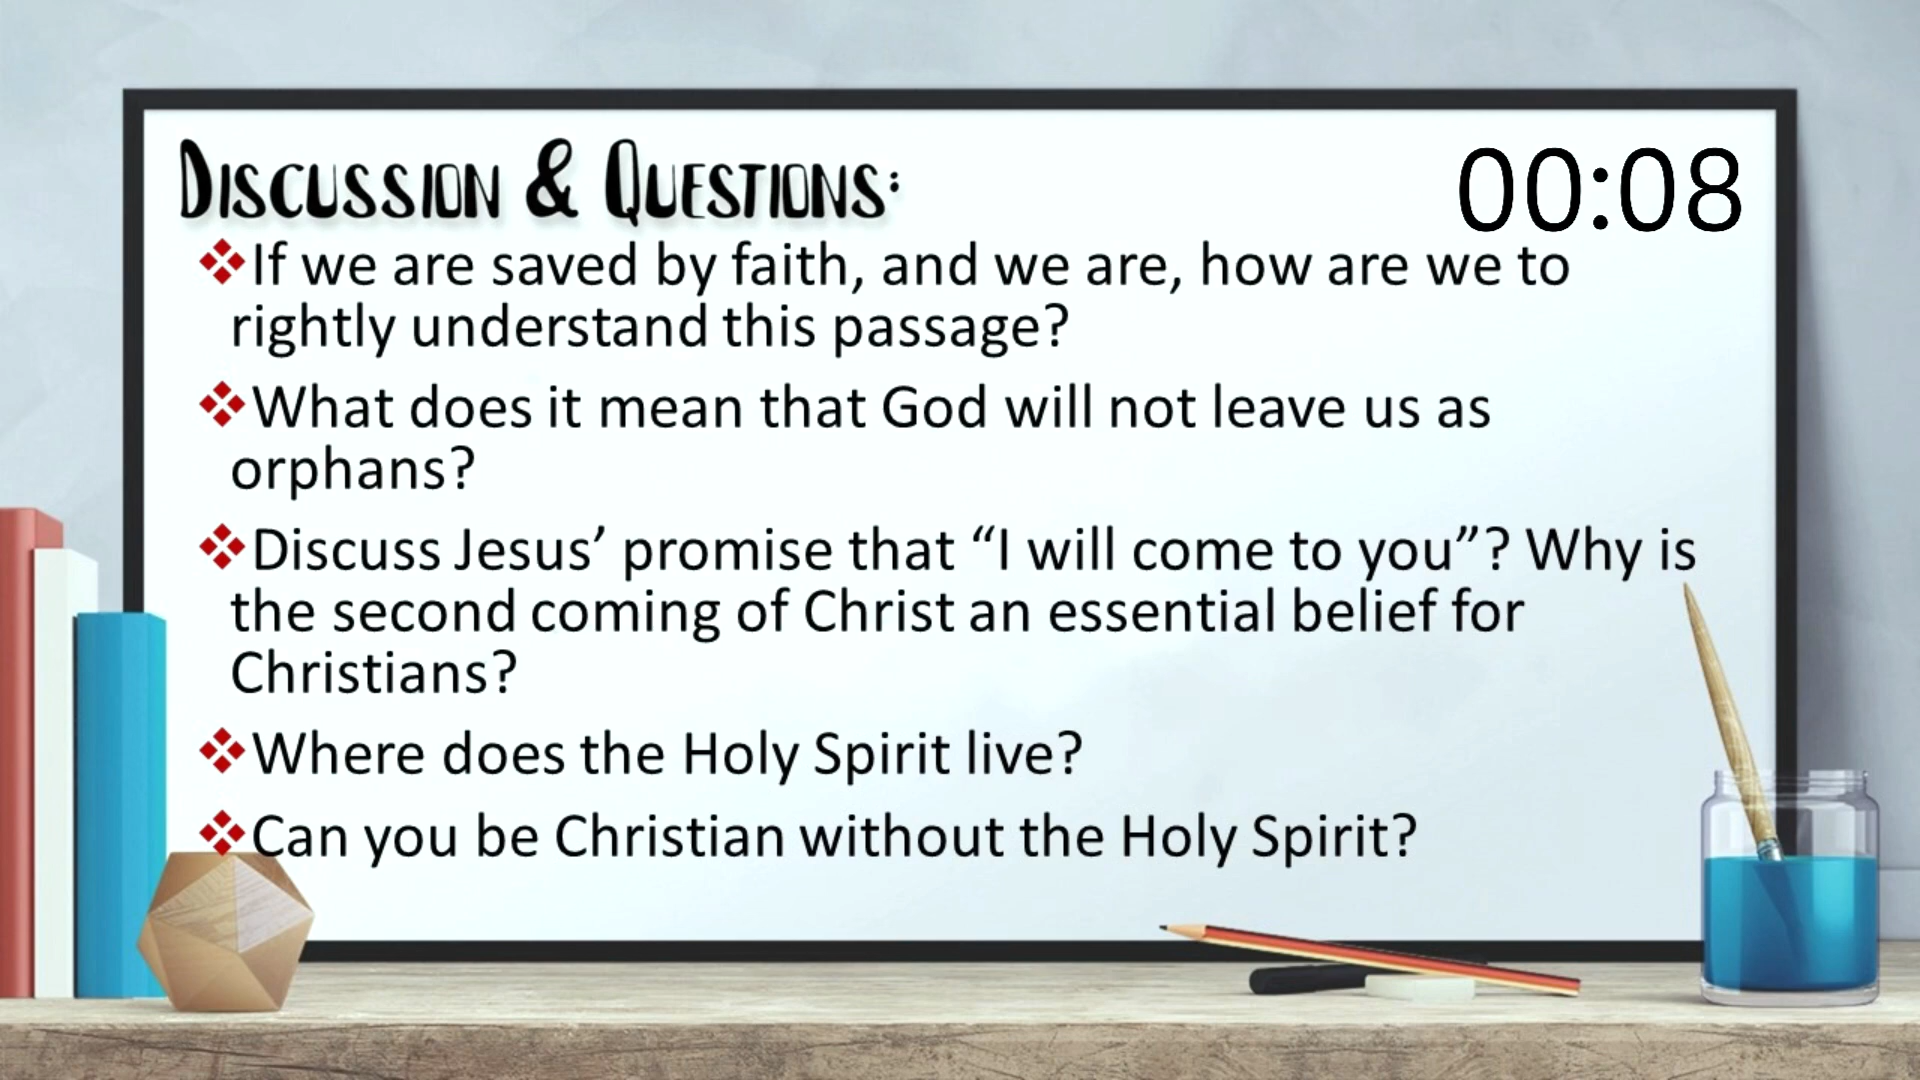 Discussion & Questions:
00:08
❖If we are saved by faith, and we are, how are we to
rightly understand this passage?
❖What does it mean that God will not leave us as
orphans?
❖Discuss Jesus’ promise that “I will come to you”? Why is
the second coming of Christ an essential belief for
Christians?
❖Where does the Holy Spirit live?
❖Can you be Christian without the Holy Spirit?